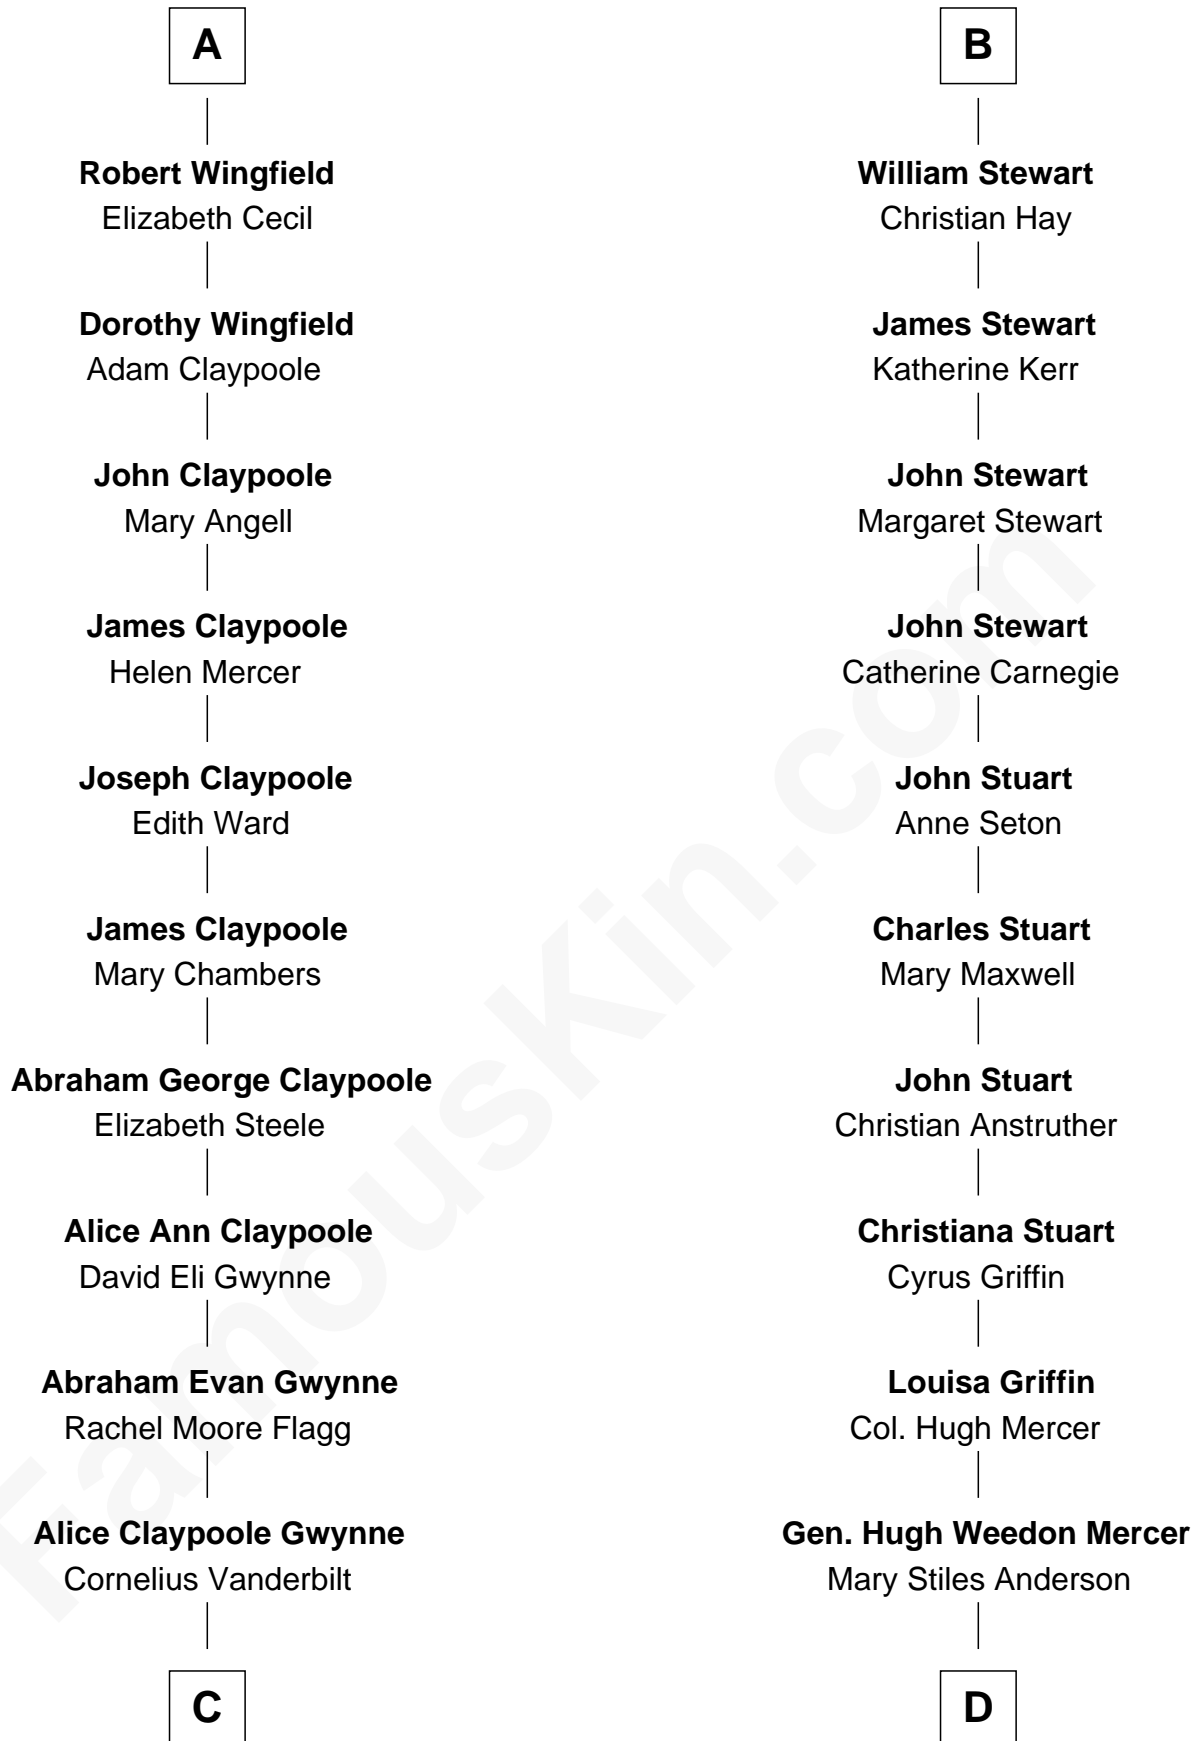 A
Robert Wingfield
Elizabeth Cecil
Dorothy Wingfield
Adam Claypoole
John Claypoole
Mary Angell
James Claypoole
Helen Mercer
Joseph Claypoole
Edith Ward
James Claypoole
Mary Chambers
Abraham George Claypoole
Elizabeth Steele
Alice Ann Claypoole
David Eli Gwynne
Abraham Evan Gwynne
Rachel Moore Flagg
Alice Claypoole Gwynne
Cornelius Vanderbilt
C
B
William Stewart
Christian Hay
James Stewart
Katherine Kerr
John Stewart
Margaret Stewart
John Stewart
Catherine Carnegie
John Stuart
Anne Seton
Charles Stuart
Mary Maxwell
John Stuart
Christian Anstruther
Christiana Stuart
Cyrus Griffin
Louisa Griffin
Col. Hugh Mercer
Gen. Hugh Weedon Mercer
Mary Stiles Anderson
D
FamousKin.com